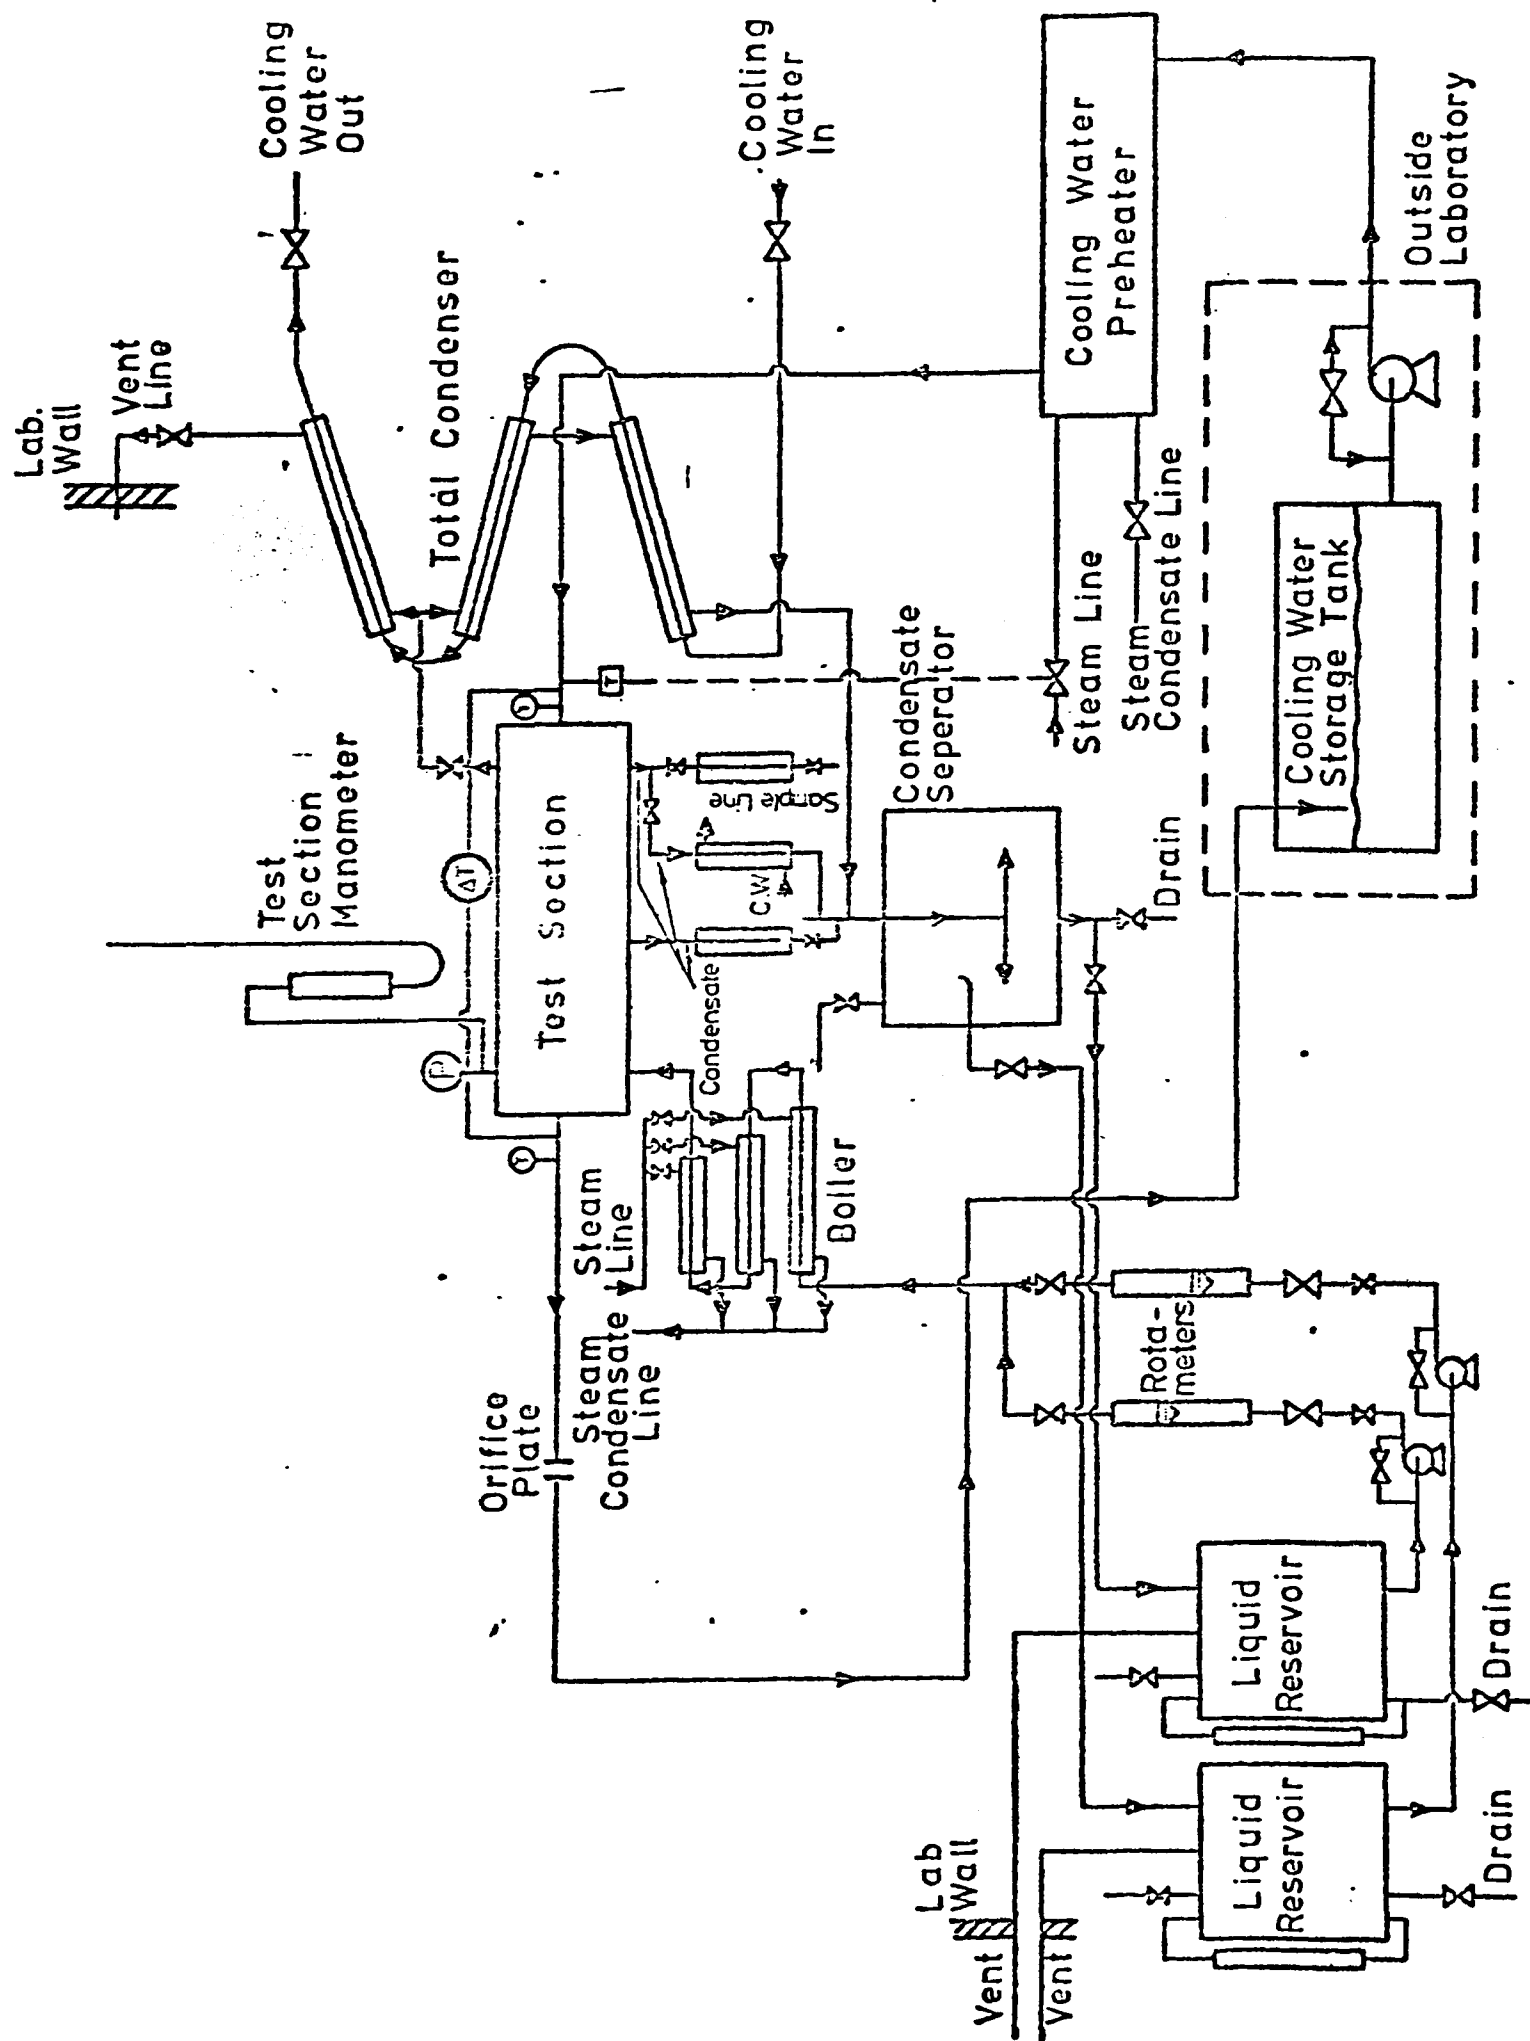 Lab.
Wall
Vent
Line
Cooling
Water
Out
Total Condenser
Cooling
Water
In
Test
Section
Manometer
ΔT
P
T
T
T
Test Section
Sample Line
C.W.
Condensate
Condensate
Seperator
Drain
Cooling Water
Preheater
Steam Line
Steam
Condensate Line
Outside
Laboratory
Cooling Water
Storage Tank
Orifice
Plate
Steam
Line
Steam
Condensate
Line
Boiler
Rota-
meters
Lab
Wall
Vent
Vent
Liquid
Reservoir
Liquid
Reservoir
Drain
Drain